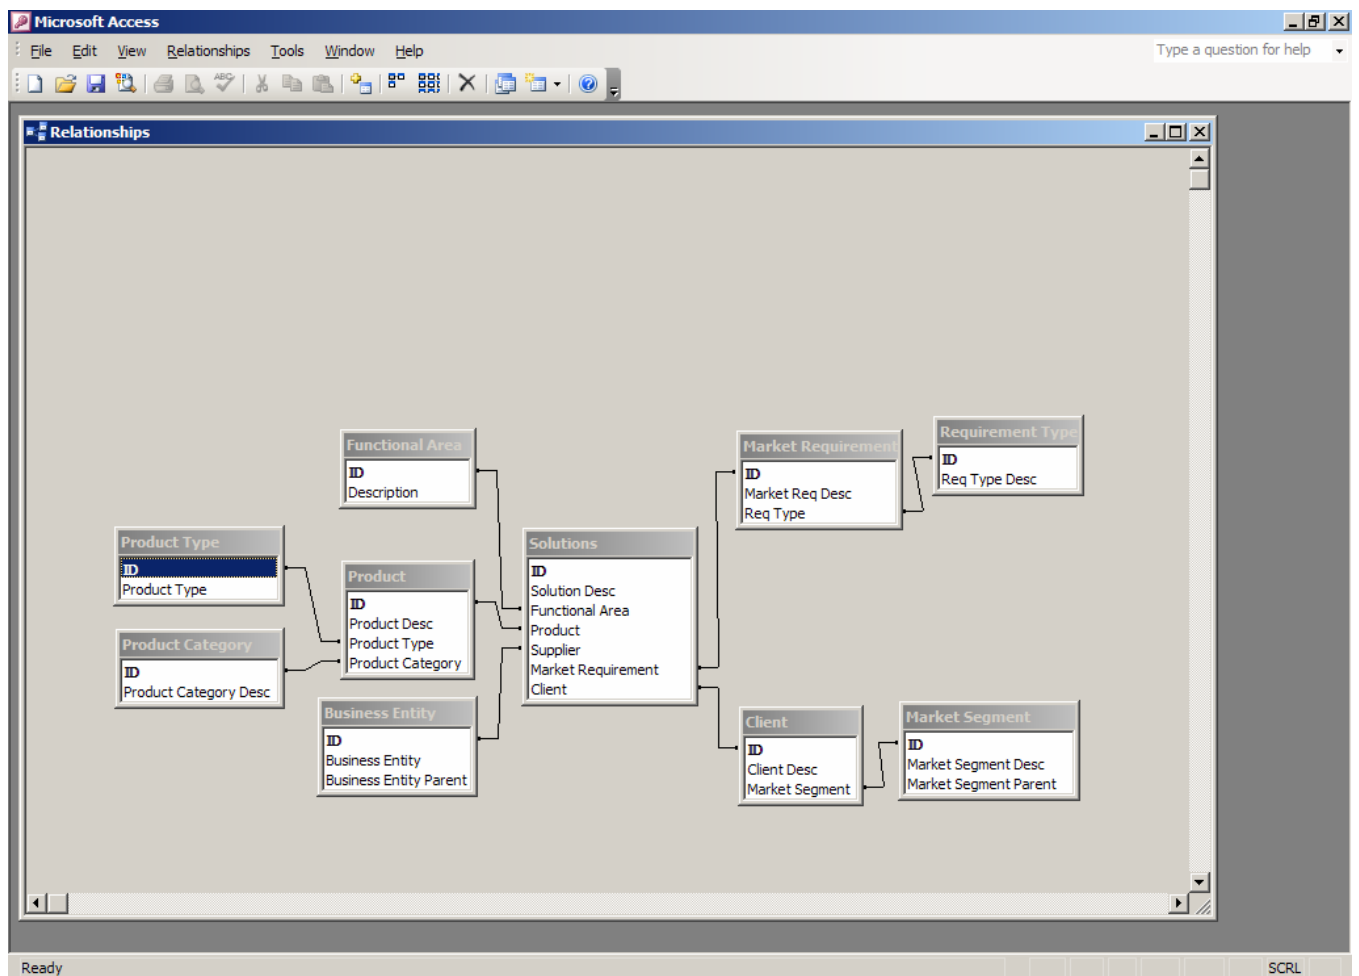 Microsoft Access
File Edit View Relationships Tools Window Help
Type a question for help
Relationships
Functional Area
ID
Description
Product Type
ID
Product Type
Product Category
ID
Product Category Desc
Product
ID
Product Desc
Product Type
Product Category
Business Entity
ID
Business Entity
Business Entity Parent
Solutions
ID
Solution Desc
Functional Area
Product
Supplier
Market Requirement
Client
Market Requirement
ID
Market Req Desc
Req Type
Requirement Type
ID
Req Type Desc
Client
ID
Client Desc
Market Segment
Market Segment
ID
Market Segment Desc
Market Segment Parent
Ready
SCRL